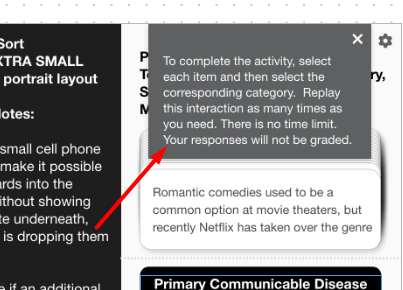 Sort
XTRA SMALL
portrait layout
lotes:
small cell phone
make it possible
ards into the
ithout showing
te underneath,
is dropping them
e if an additional
P
T
S
M
ry,
×
To complete the activity, select
each item and then select the
corresponding category. Replay
this interaction as many times as
you need. There is no time limit.
Your responses will not be graded.
Romantic comedies used to be a
common option at movie theaters, but
recently Netflix has taken over the genre
Primary Communicable Disease